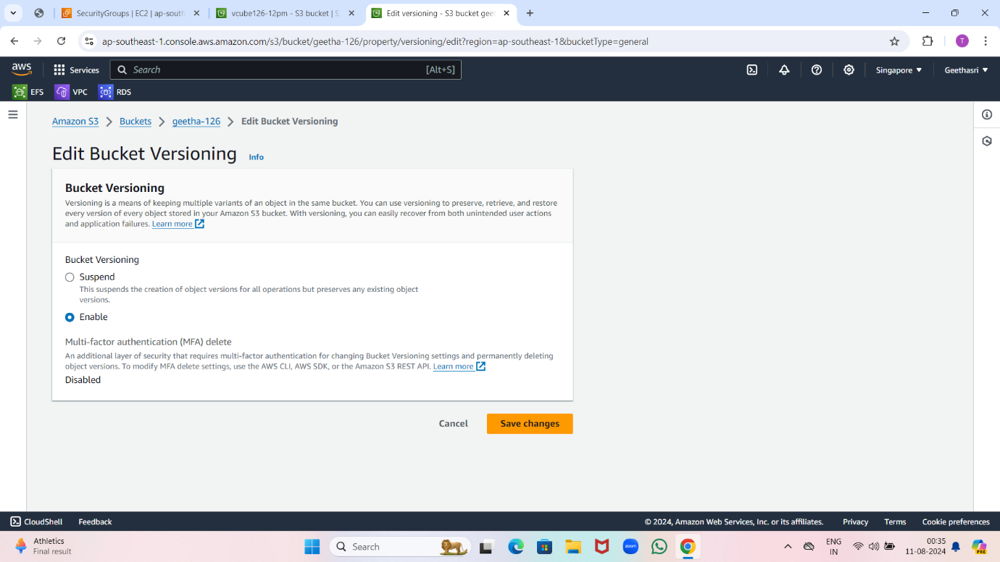 SecurityGroups | EC2 | ap-south
vcube126-12pm - S3 bucket | S
Edit versioning - S3 bucket gee
ap-southeast-1.console.aws.amazon.com/s3/bucket/geetha-126/property/versioning/edit?region=ap-southeast-1&bucketType=general
T
aws
Services
Search
[Alt+S]
Singapore
Geethasri
EFS
VPC
RDS
Amazon S3
Buckets
geetha-126
Edit Bucket Versioning
Edit Bucket Versioning
Info
Bucket Versioning
Versioning is a means of keeping multiple variants of an object in the same bucket. You can use versioning to preserve, retrieve, and restore
every version of every object stored in your Amazon S3 bucket. With versioning, you can easily recover from both unintended user actions
and application failures. Learn more
Bucket Versioning
Suspend
This suspends the creation of object versions for all operations but preserves any existing object
versions.
Enable
Multi-factor authentication (MFA) delete
An additional layer of security that requires multi-factor authentication for changing Bucket Versioning settings and permanently deleting
object versions. To modify MFA delete settings, use the AWS CLI, AWS SDK, or the Amazon S3 REST API. Learn more
Disabled
Cancel
Save changes
CloudShell
Feedback
© 2024, Amazon Web Services, Inc. or its affiliates.
Privacy
Terms
Cookie preferences
Athletics
Final result
Search
zoom
ENG
IN
00:35
11-08-2024
PRE